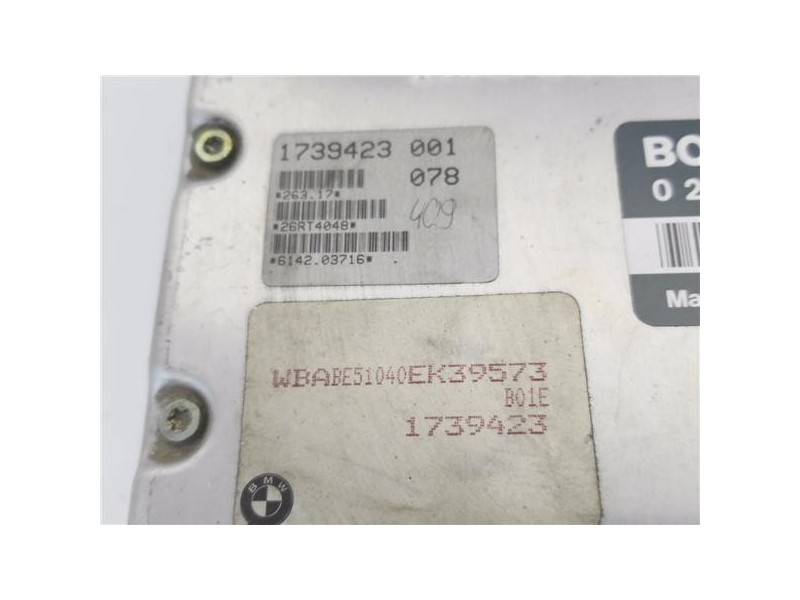 1739423 001
078
*263.17*
409
*26RT4048*
*6142.03716* .
BO
0 2
Ma
WBABE51040EK39573
B01E
1739423
BMW